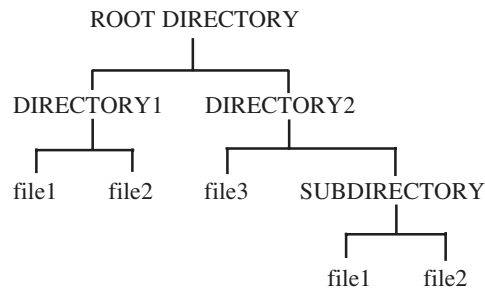 ROOT DIRECTORY
DIRECTORY1 DIRECTORY2
file1 file2 file3 SUBDIRECTORY
file1 file2